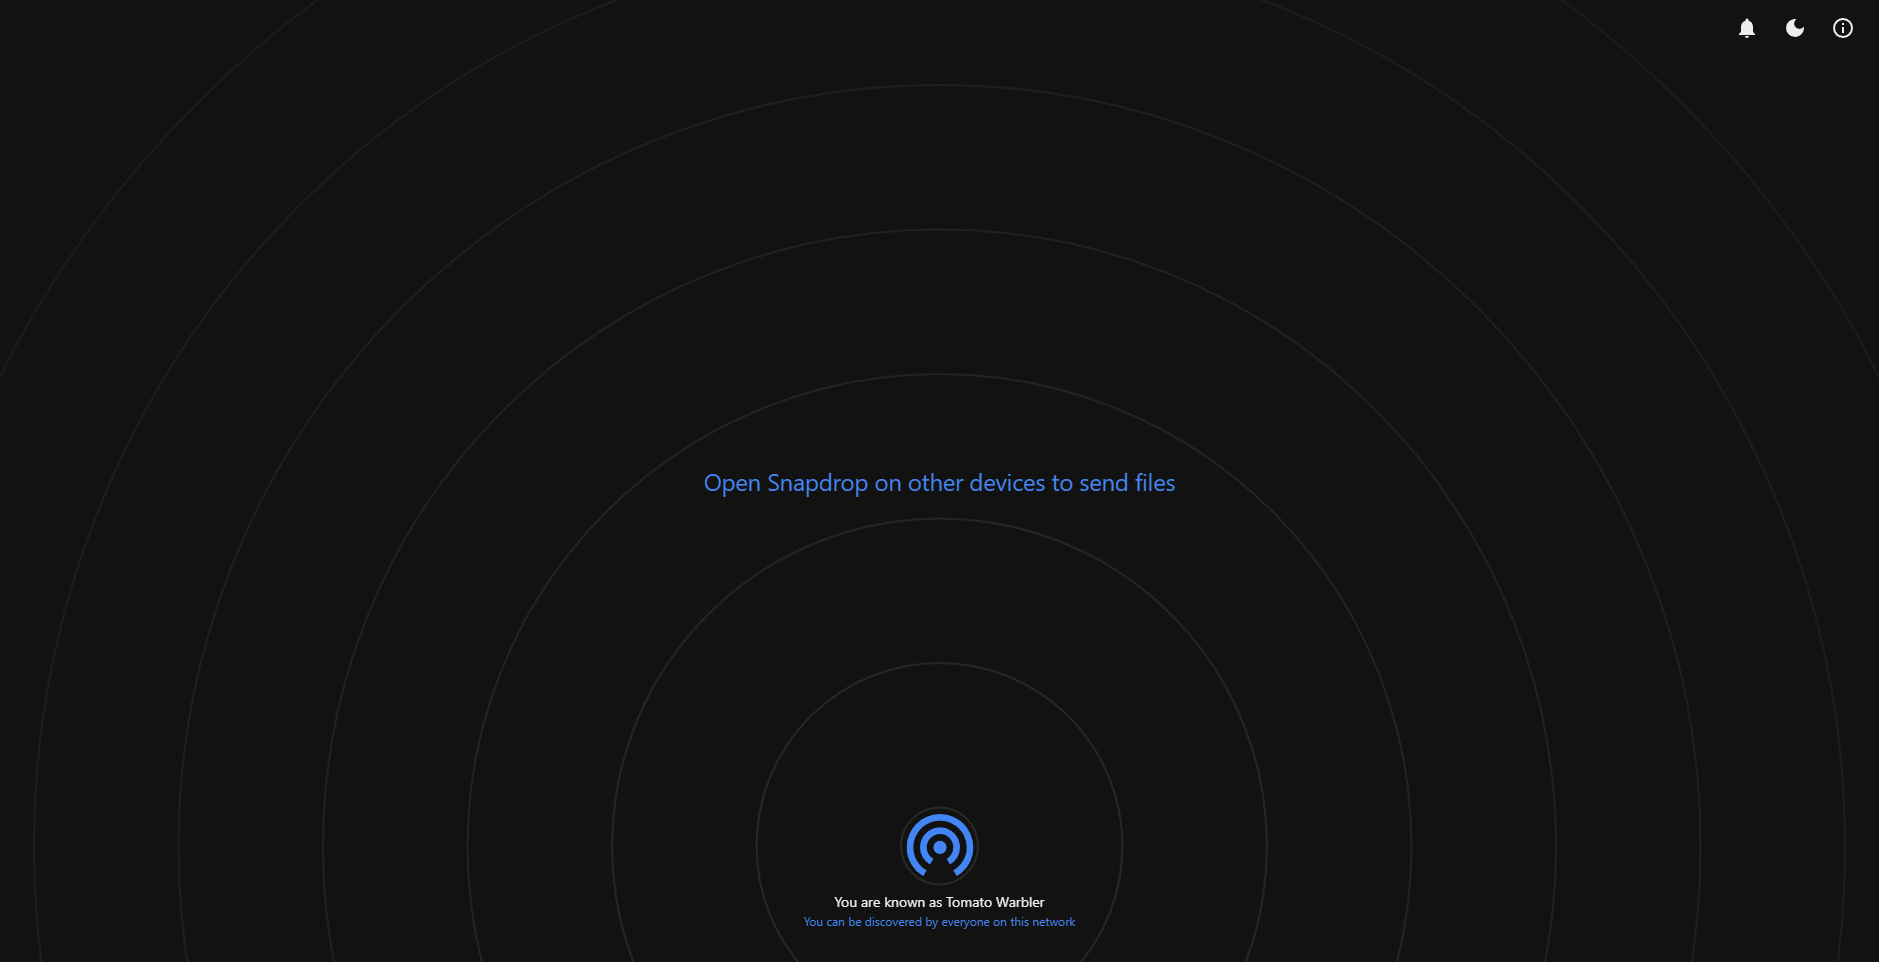 Open Snapdrop on other devices to send files
You are known as Tomato Warbler
You can be discovered by everyone on this network